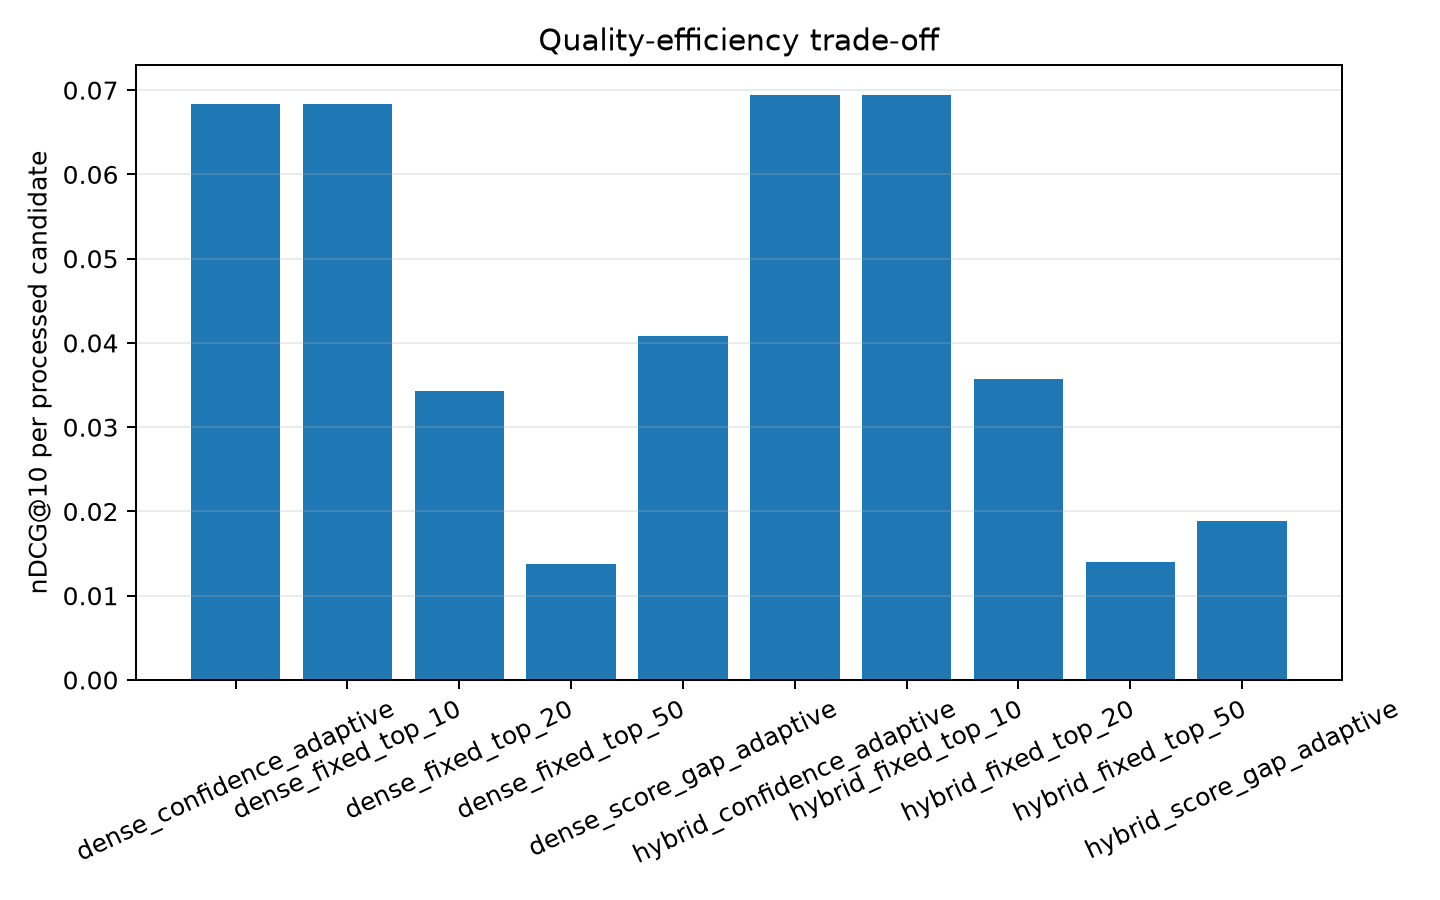 Quality-efficiency trade-off
nDCG@10 per processed candidate
0.07
0.06
0.05
0.04
0.03
0.02
0.01
0.00
dense_confidence_adaptive
dense_fixed_top_10
dense_fixed_top_20
dense_fixed_top_50
dense_score_gap_adaptive
hybrid_confidence_adaptive
hybrid_fixed_top_10
hybrid_fixed_top_20
hybrid_fixed_top_50
hybrid_score_gap_adaptive